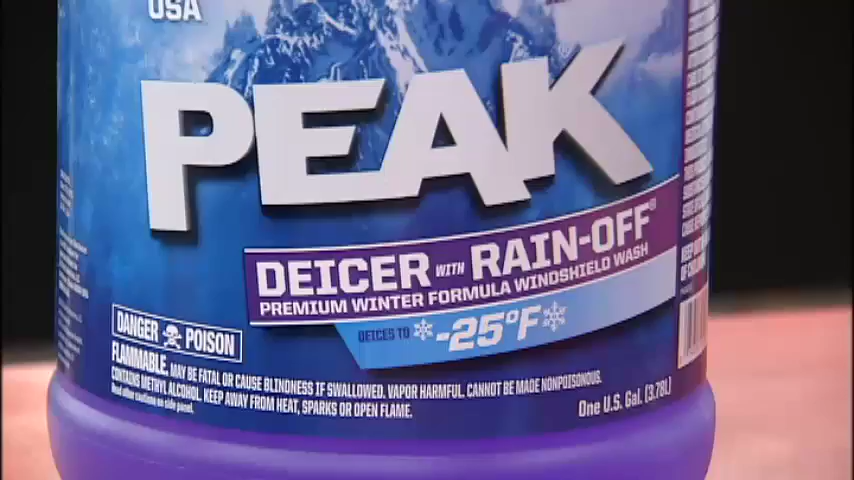 USA
PEAK
DEICER WITH RAIN-OFF®
PREMIUM WINTER FORMULA WINDSHIELD WASH
DEICES TO -25°F
DANGER POISON
FLAMMABLE. MAY BE FATAL OR CAUSE BLINDNESS IF SWALLOWED. VAPOR HARMFUL. CANNOT BE MADE NONPOISONOUS.
CONTAINS METHYL ALCOHOL. KEEP AWAY FROM HEAT, SPARKS OR OPEN FLAME.
Read other cautions on side panel.
One U.S. Gal. (3.78L)